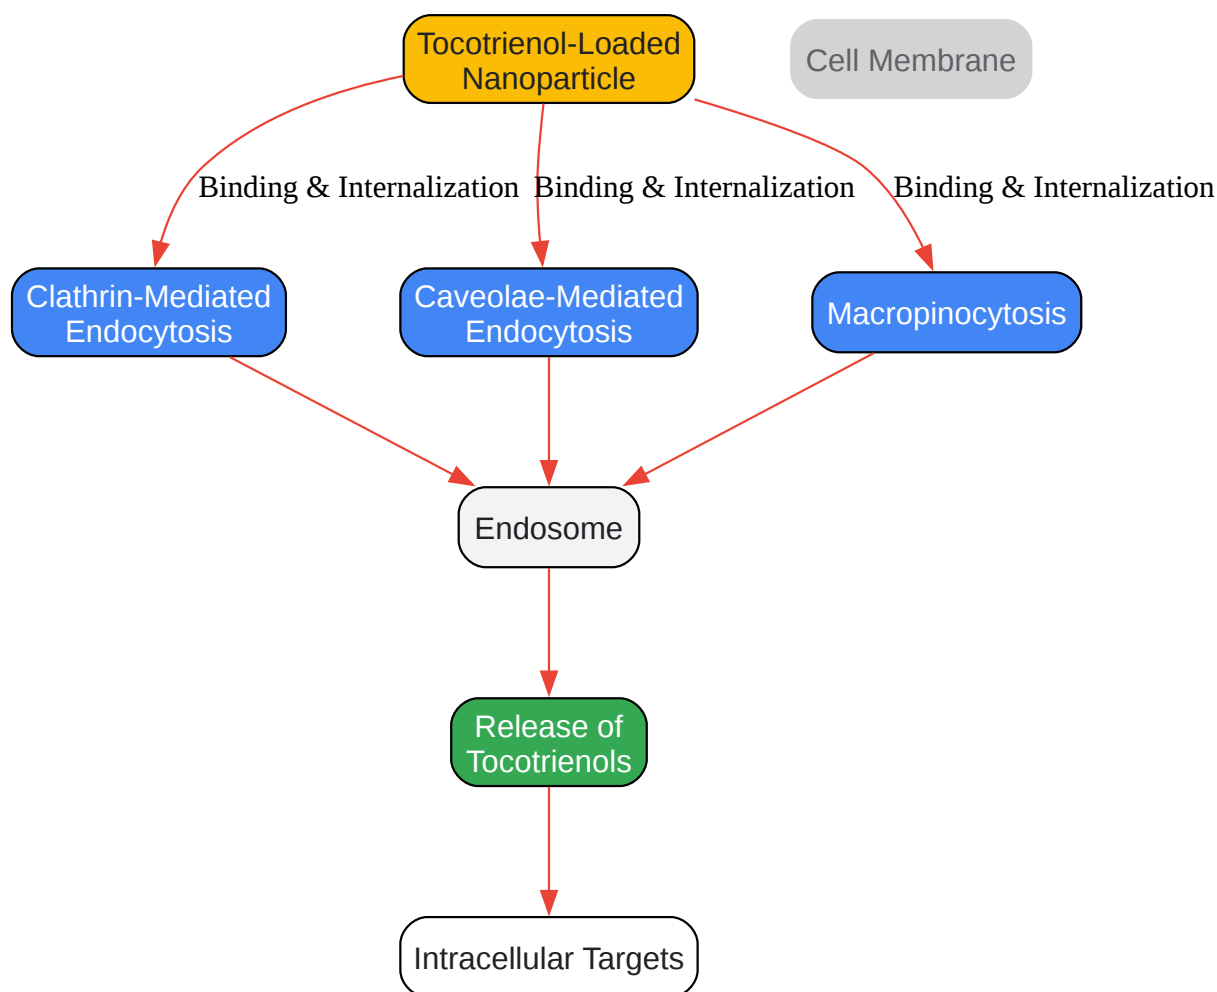 Tocotrienol-Loaded
Nanoparticle
Cell Membrane
Binding & Internalization
Binding & Internalization
Binding & Internalization
Clathrin-Mediated
Endocytosis
Caveolae-Mediated
Endocytosis
Macropinocytosis
Endosome
Release of
Tocotrienols
Intracellular Targets